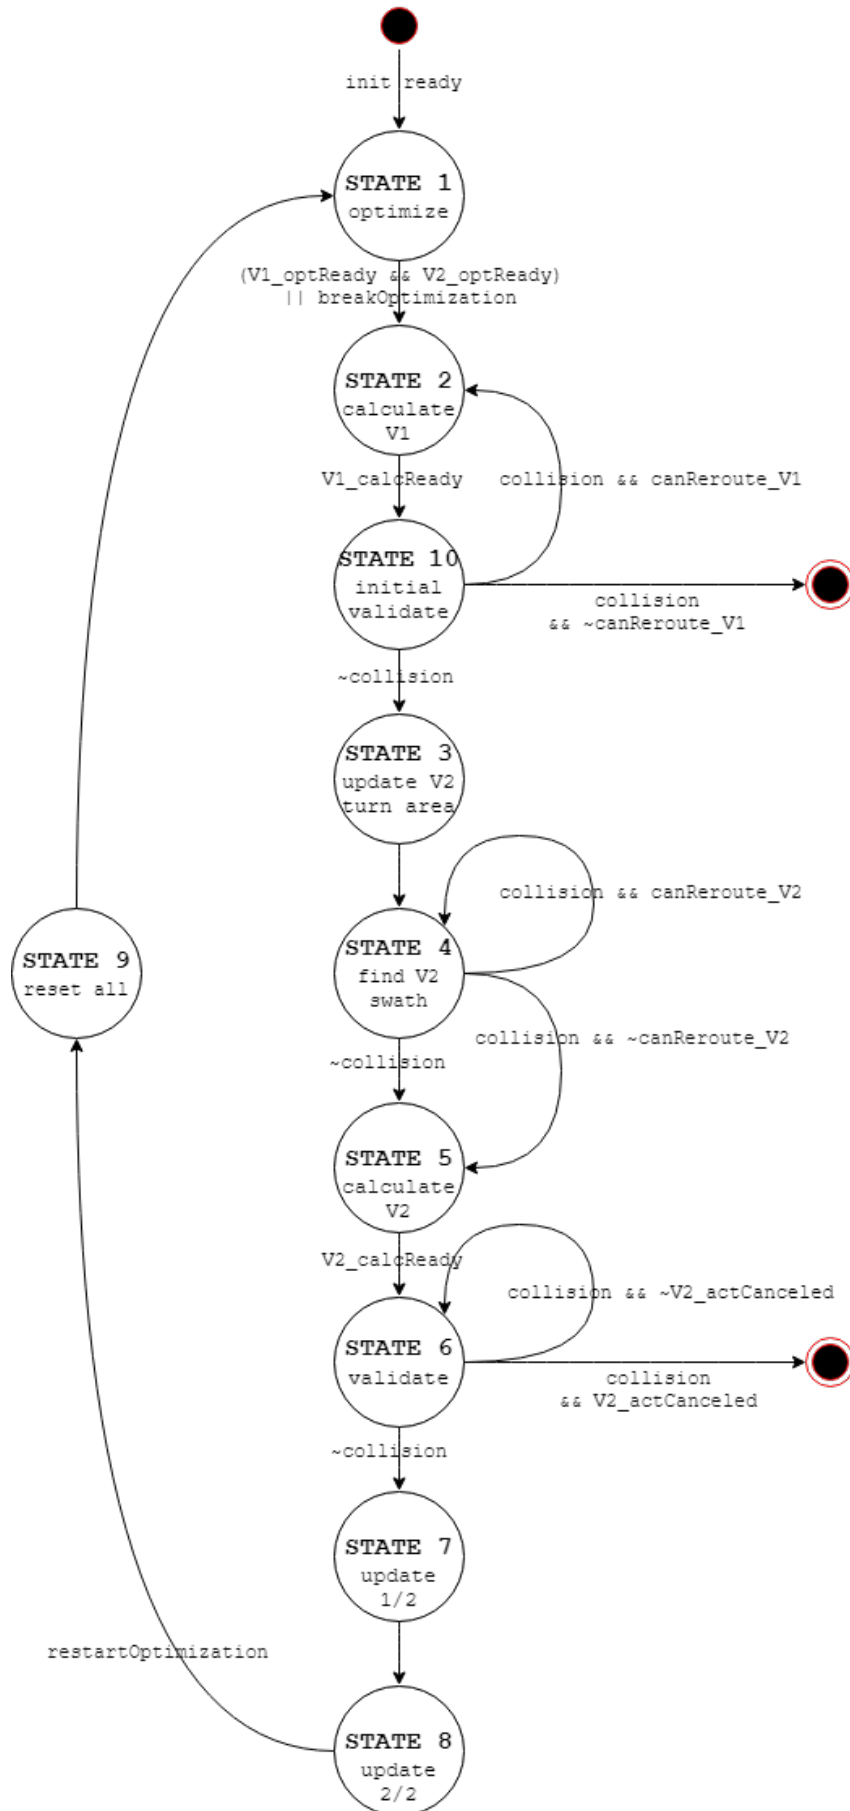 init ready
STATE 1
optimize
(V1_optReady && V2_optReady)
|| breakOptimization
STATE 2
calculate
V1
V1_calcReady
collision && canReroute_V1
STATE 10
initial
validate
collision
&& ~canReroute_V1
~collision
STATE 3
update V2
turn area
collision && canReroute_V2
STATE 4
find V2
swath
STATE 9
reset all
collision && ~canReroute_V2
~collision
STATE 5
calculate
V2
V2_calcReady
collision && ~V2_actCanceled
STATE 6
validate
collision
&& V2_actCanceled
~collision
STATE 7
update
1/2
restartOptimization
STATE 8
update
2/2